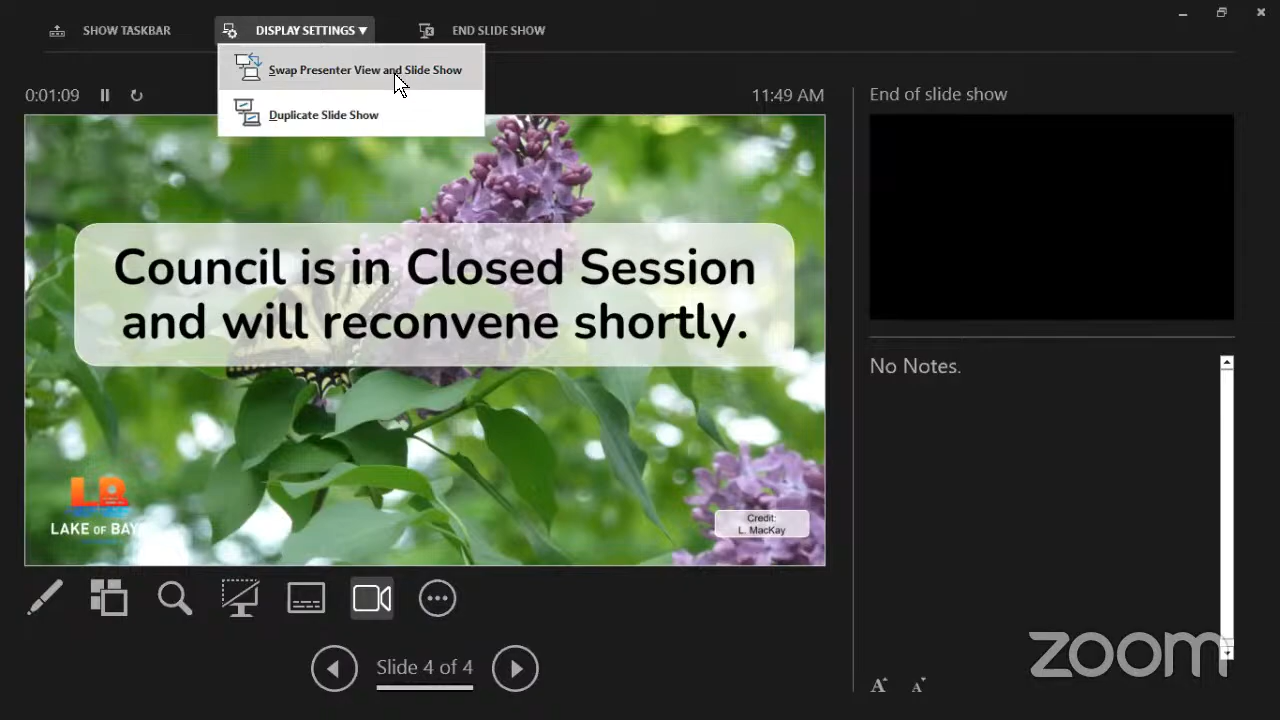 SHOW TASKBAR
DISPLAY SETTINGS ▼
END SLIDE SHOW
Swap Presenter View and Slide Show
Duplicate Slide Show
0:01:09
11:49 AM
End of slide show
Council is in Closed Session
and will reconvene shortly.
No Notes.
LB
LAKE OF BAY
Credit:
L. MacKay
Slide 4 of 4
A A
zoom